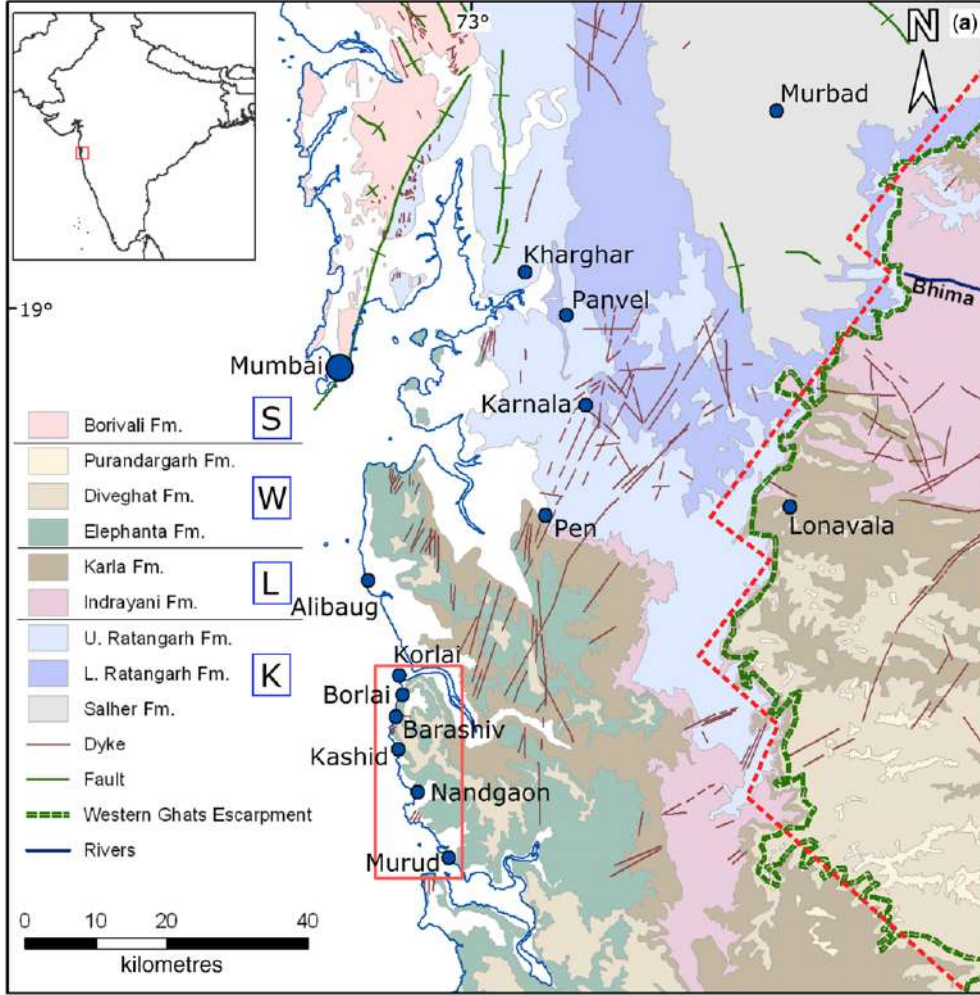 73°
N
(a)
Murbad
Kharghar
Bhima
Panvel
19°
Mumbai
Karnala
Lonavala
Pen
Alibaug
Korlai
Borlai
Barashiv
Kashid
Nandgaon
Murud
Borivali Fm.
S
Purandargarh Fm.
Diveghat Fm.
W
Elephanta Fm.
Karla Fm.
L
Indrayani Fm.
U. Ratangarh Fm.
L. Ratangarh Fm.
K
Salher Fm.
Dyke
Fault
Western Ghats Escarpment
Rivers
0 10 20 40
kilometres